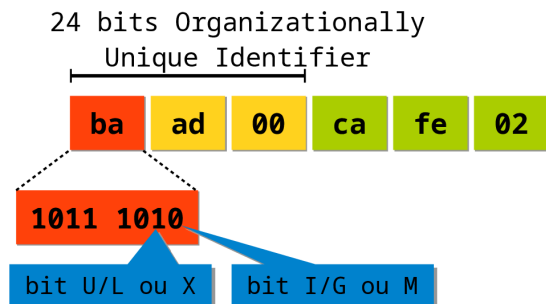 24 bits Organizationally
Unique Identifier
ba ad 00 ca fe 02
1011 1010
bit U/L ou X bit I/G ou M